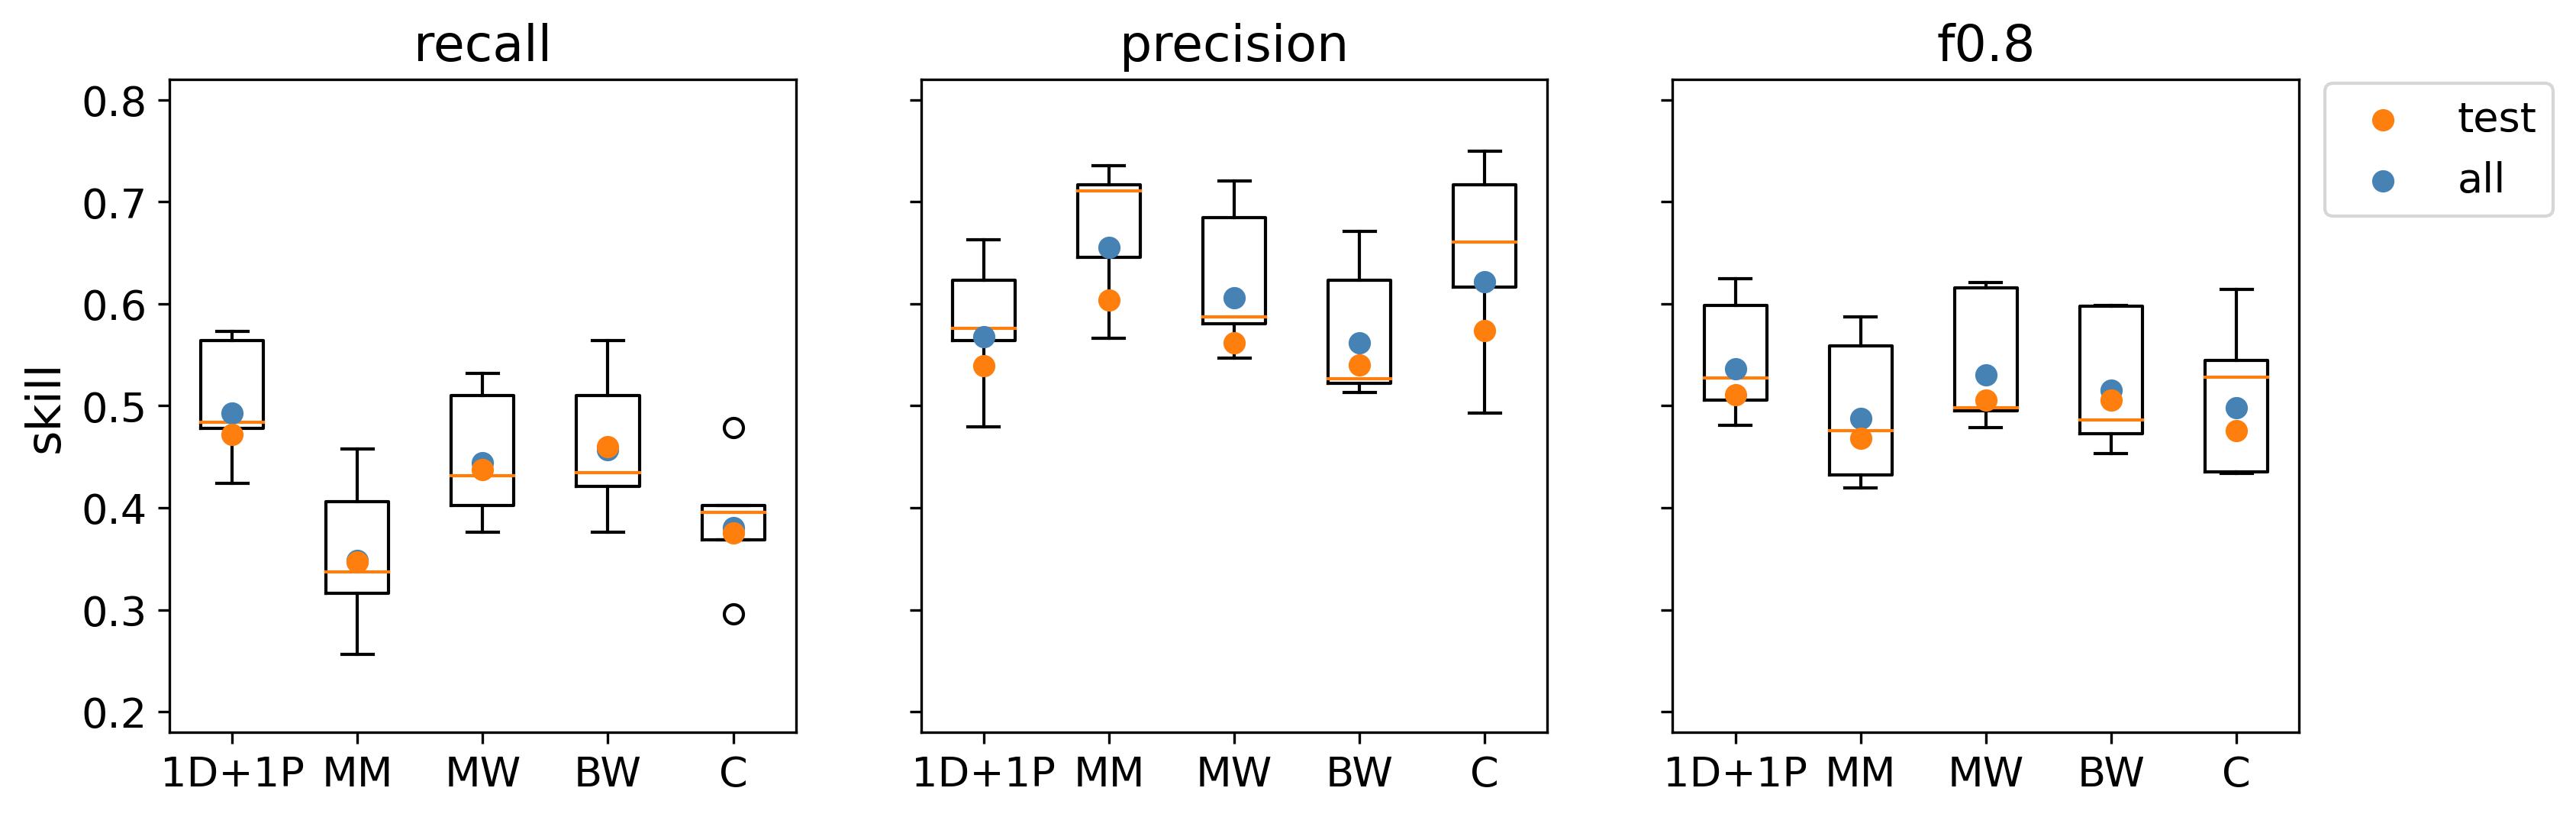 recall precision f0.8
test
all
skill
0.8
0.7
0.6
0.5
0.4
0.3
0.2
1D+1P MM MW BW C 1D+1P MM MW BW C 1D+1P MM MW BW C